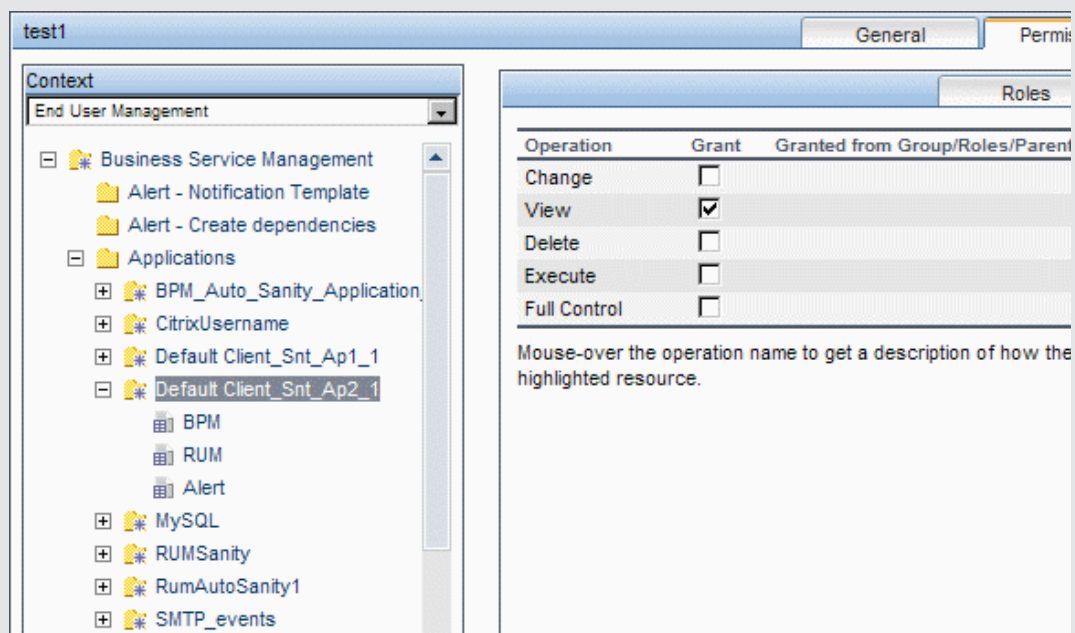 test1
General
Permis
Context
End User Management
Business Service Management
Alert - Notification Template
Alert - Create dependencies
Applications
BPM_Auto_Sanity_Application_
CitrixUsername
Default Client_Snt_Ap1_1
Default Client_Snt_Ap2_1
BPM
RUM
Alert
MySQL
RUMSanity
RumAutoSanity1
SMTP_events
Roles
Operation Grant Granted from Group/Roles/Parent
Change
View
Delete
Execute
Full Control
Mouse-over the operation name to get a description of how the
highlighted resource.